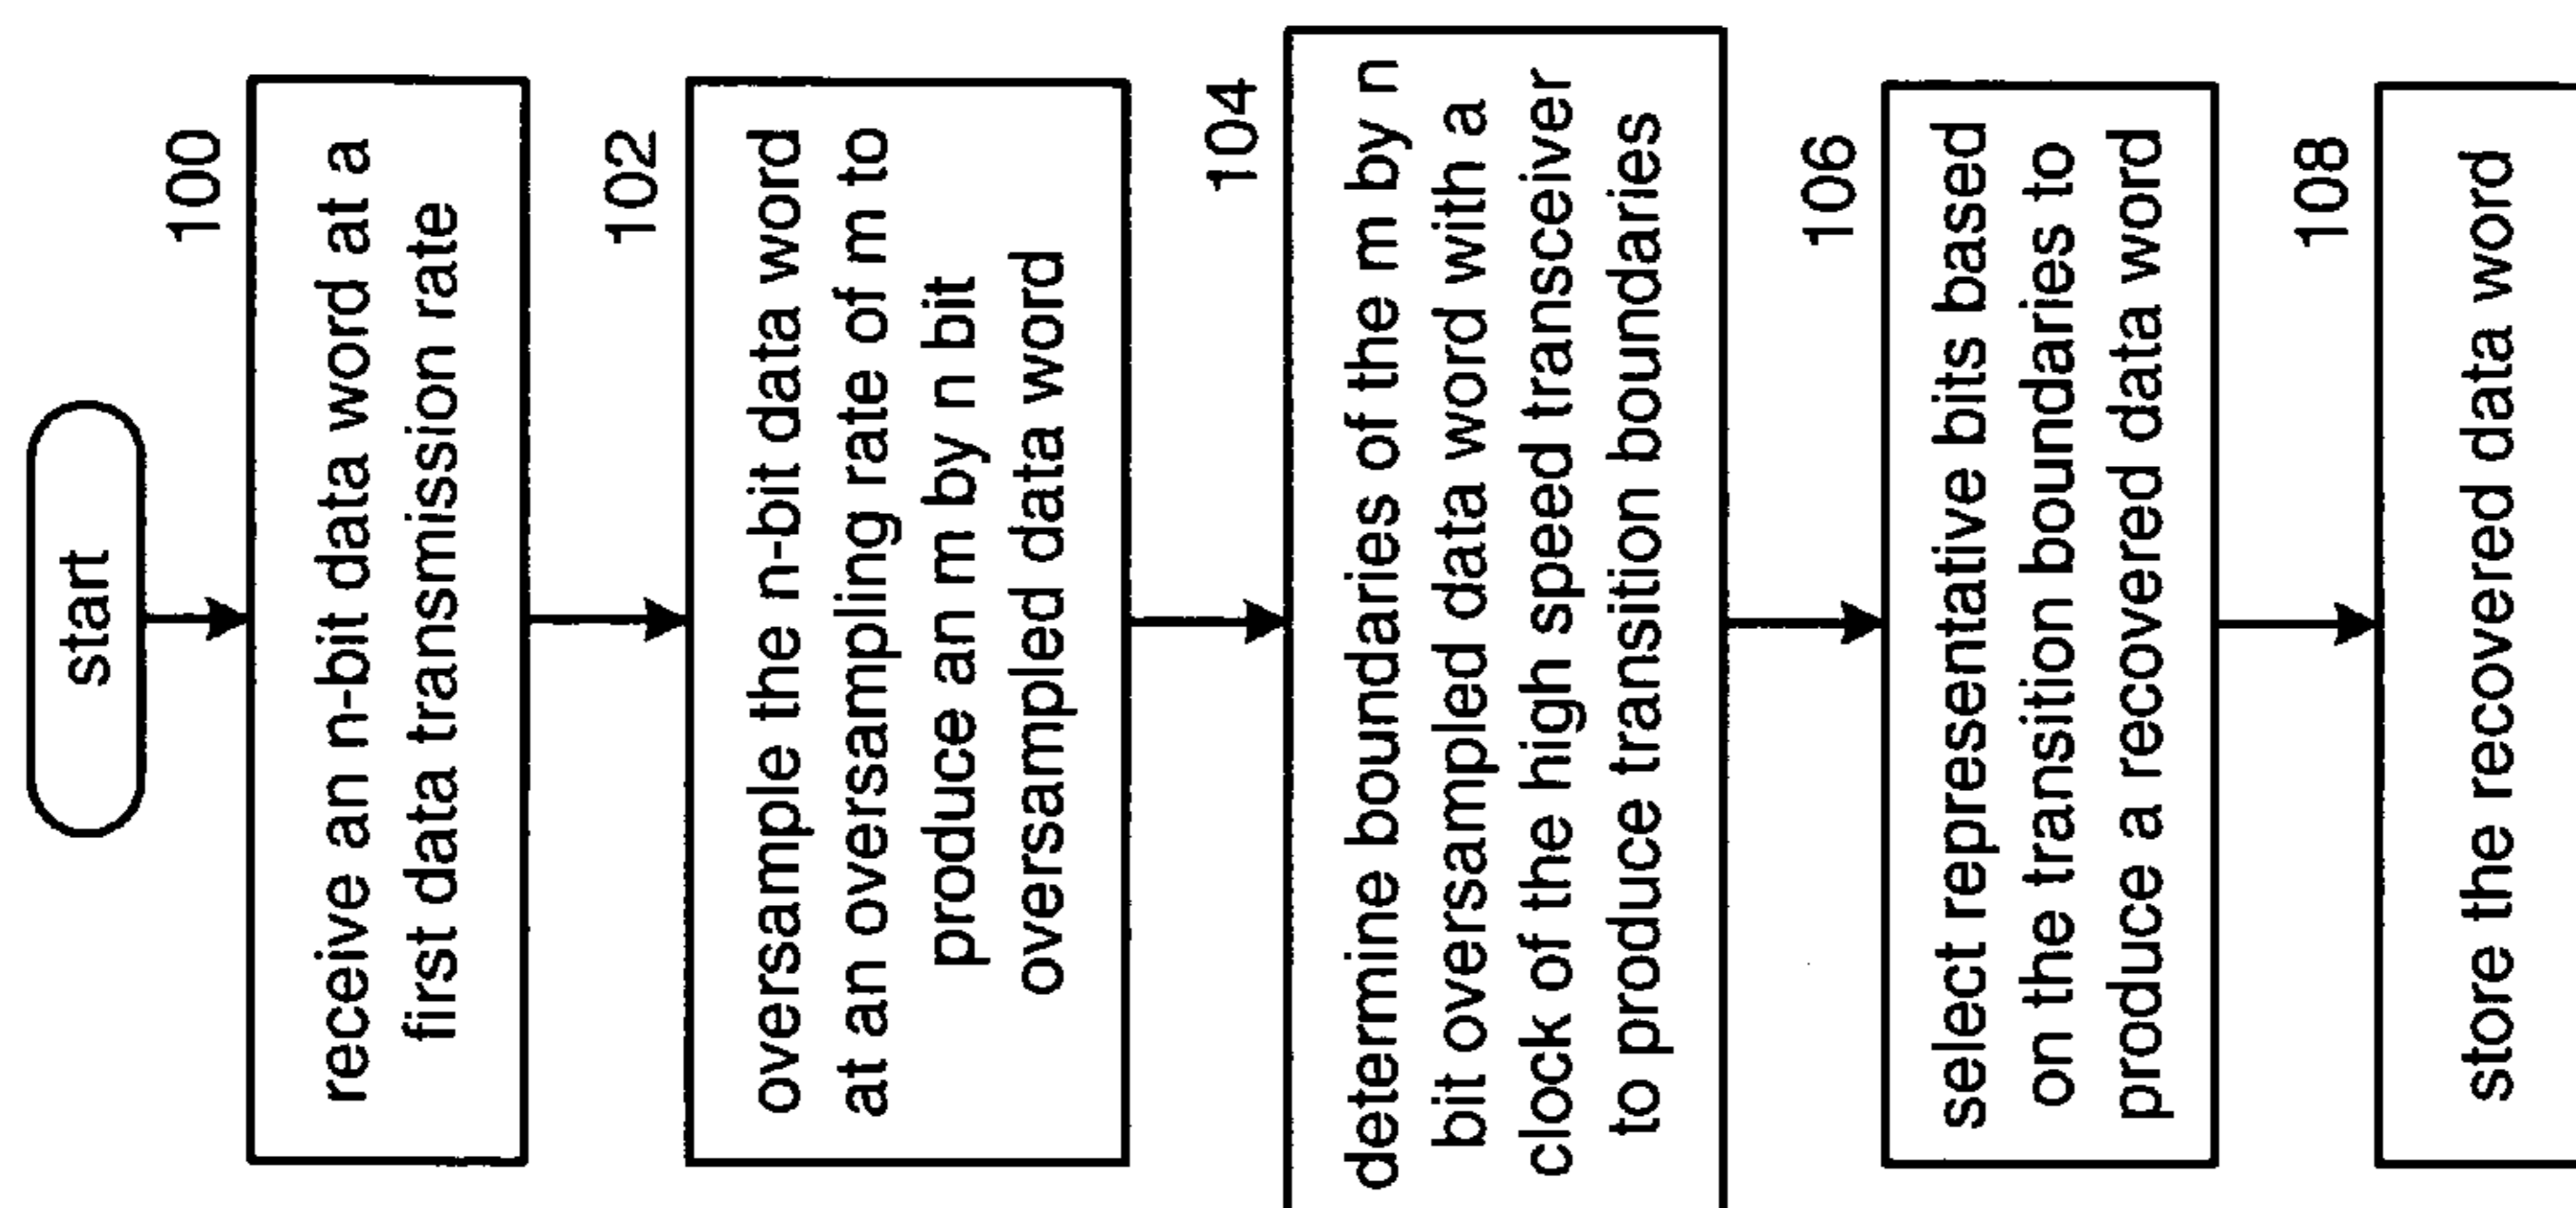 start
100
receive an n-bit data word at a
first data transmission rate
102
oversample the n-bit data word
at an oversampling rate of m to
produce an m by n bit
oversampled data word
104
determine boundaries of the m by n
bit oversampled data word with a
clock of the high speed transceiver
to produce transition boundaries
106
select representative bits based
on the transition boundaries to
produce a recovered data word
108
store the recovered data word